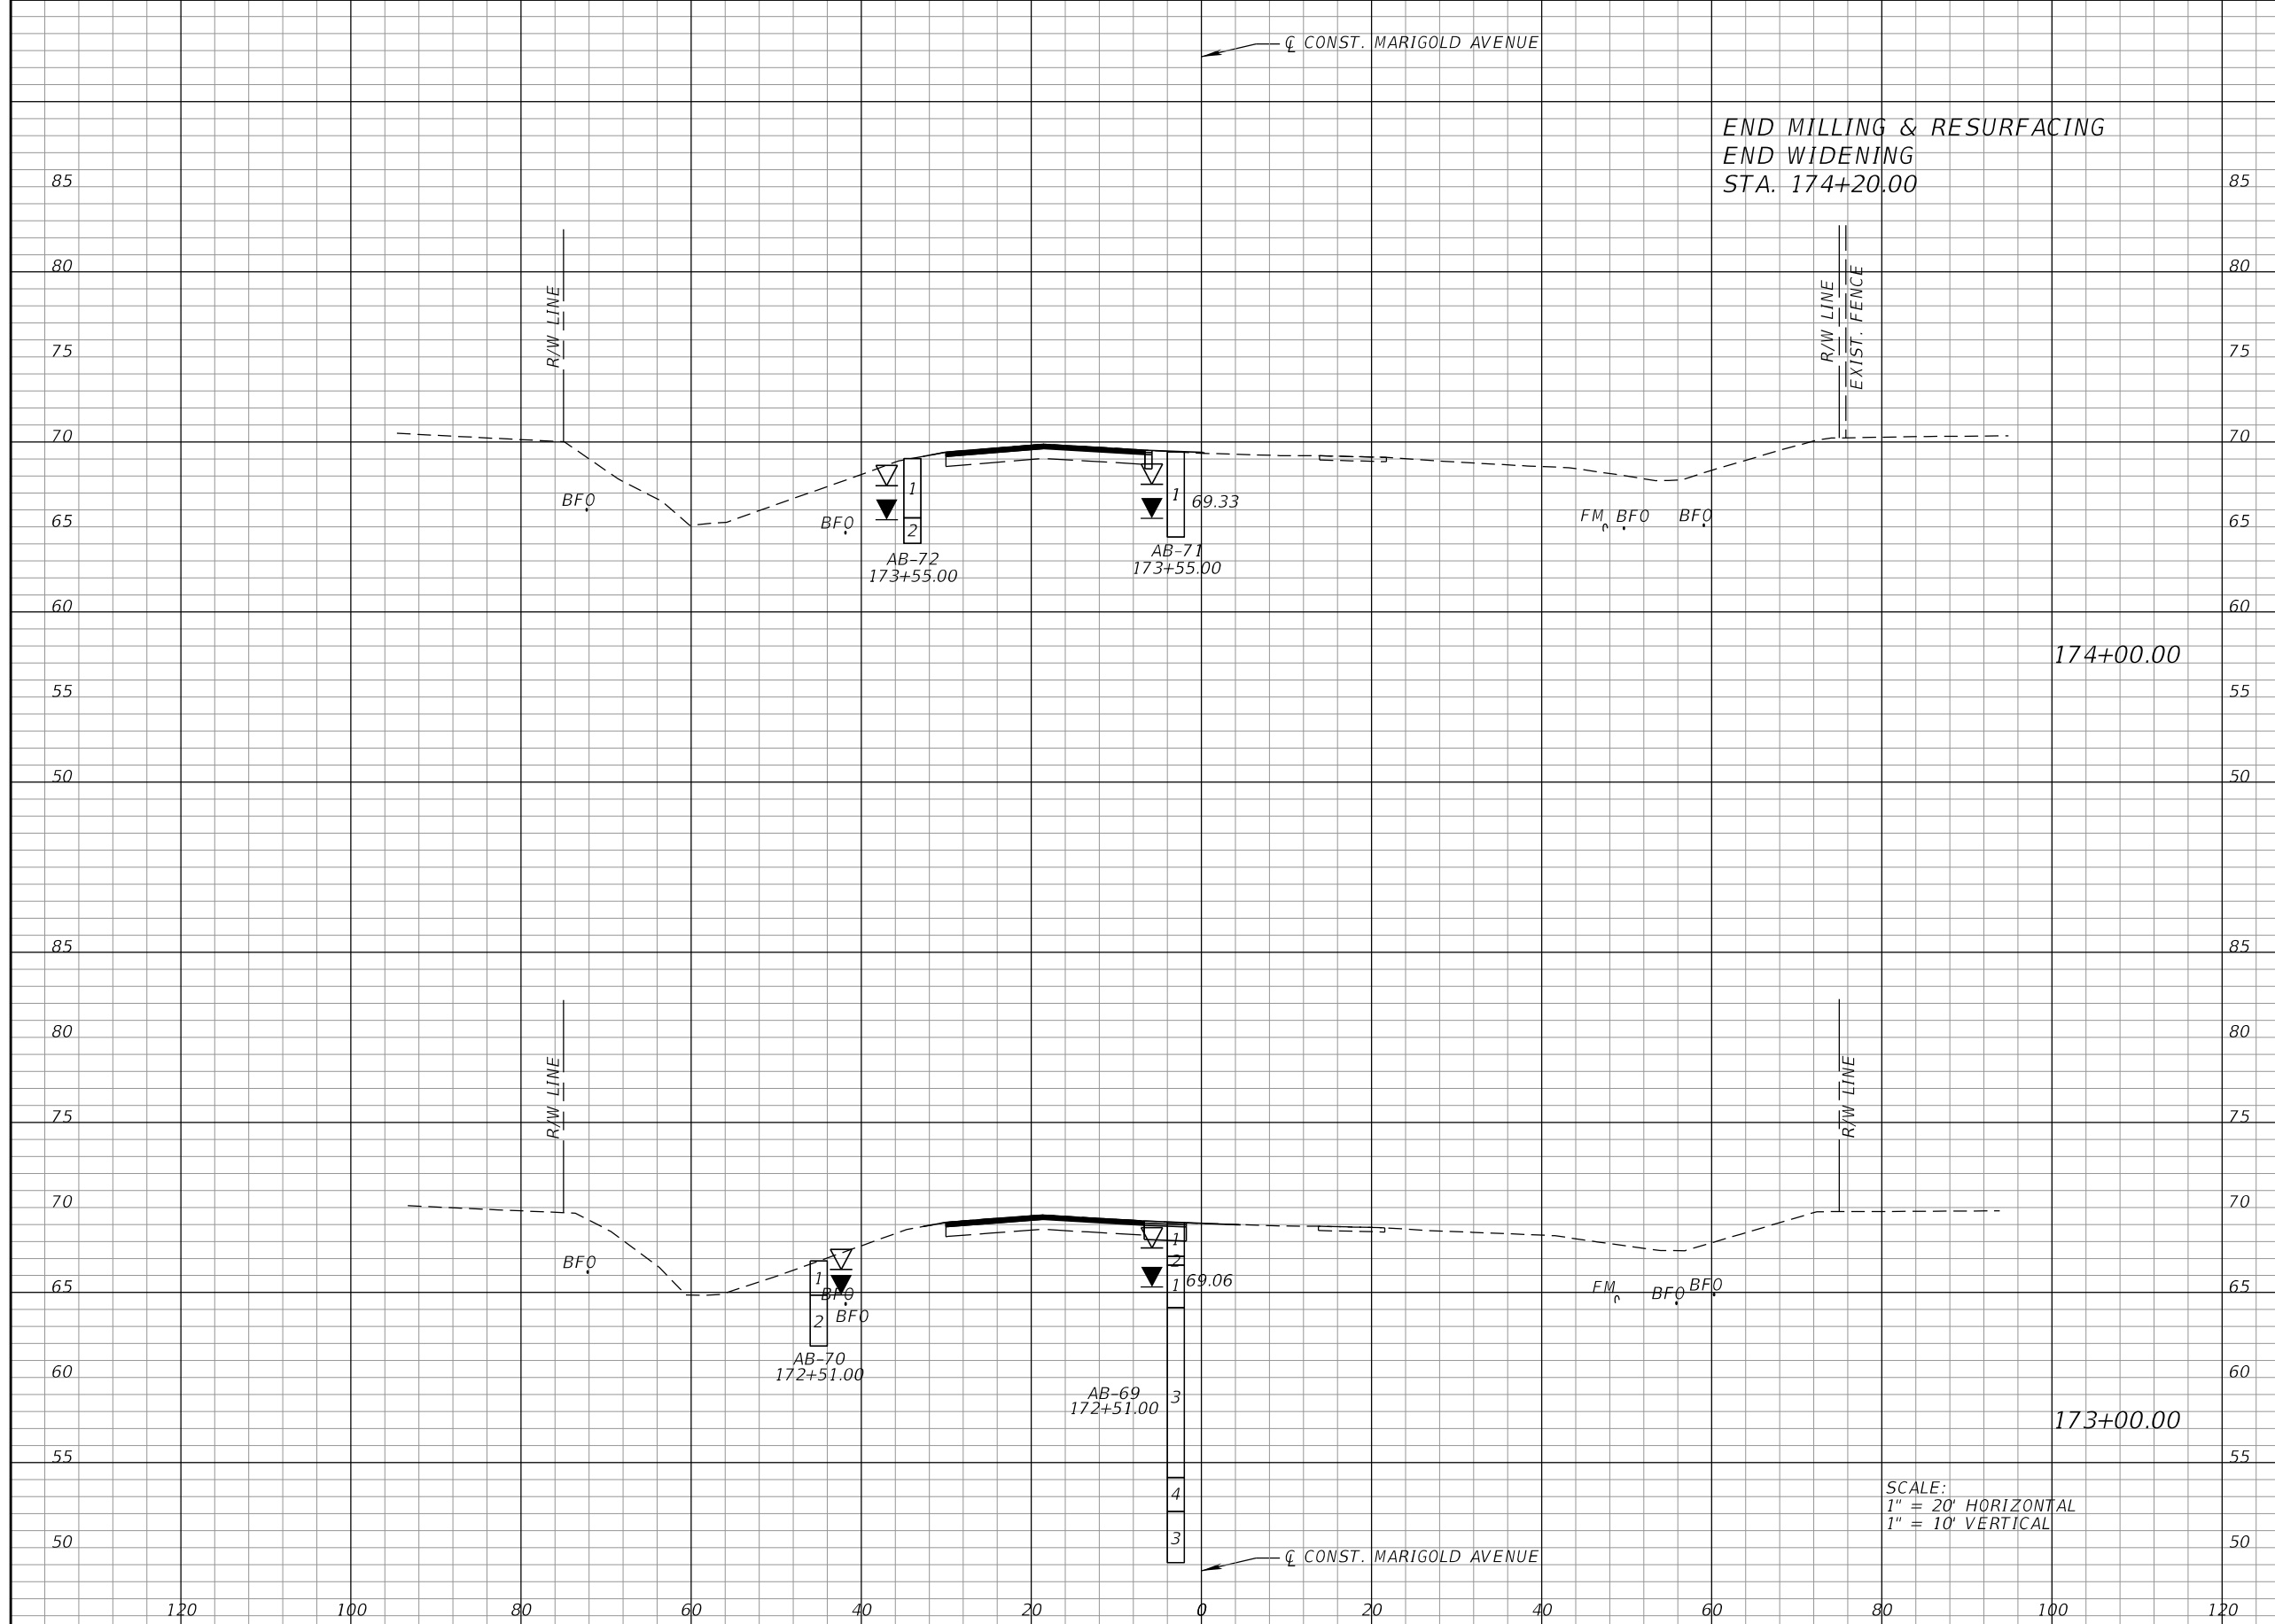 ℄ CONST. MARIGOLD AVENUE
END MILLING & RESURFACING
END WIDENING
STA. 174+20.00
85 85
80 80
R/W LINE
R/W LINE
EXIST. FENCE
75 75
70 70
BFO
BFO
1
2
1
69.33
FM
BFO
BFO
65 65
AB-72
173+55.00
AB-71
173+55.00
60 60
174+00.00
55 55
50 50
85 85
80 80
R/W LINE
R/W LINE
75 75
70 70
BFO
1
2
BFO
BFO
1
2
1
69.06
FM
BFO
BFO
65 65
AB-70
172+51.00
60 60
AB-69
172+51.00
3
173+00.00
55 55
4
3
SCALE:
1" = 20' HORIZONTAL
1" = 10' VERTICAL
50 50
℄ CONST. MARIGOLD AVENUE
120 100 80 60 40 20 0 20 40 60 80 100 120